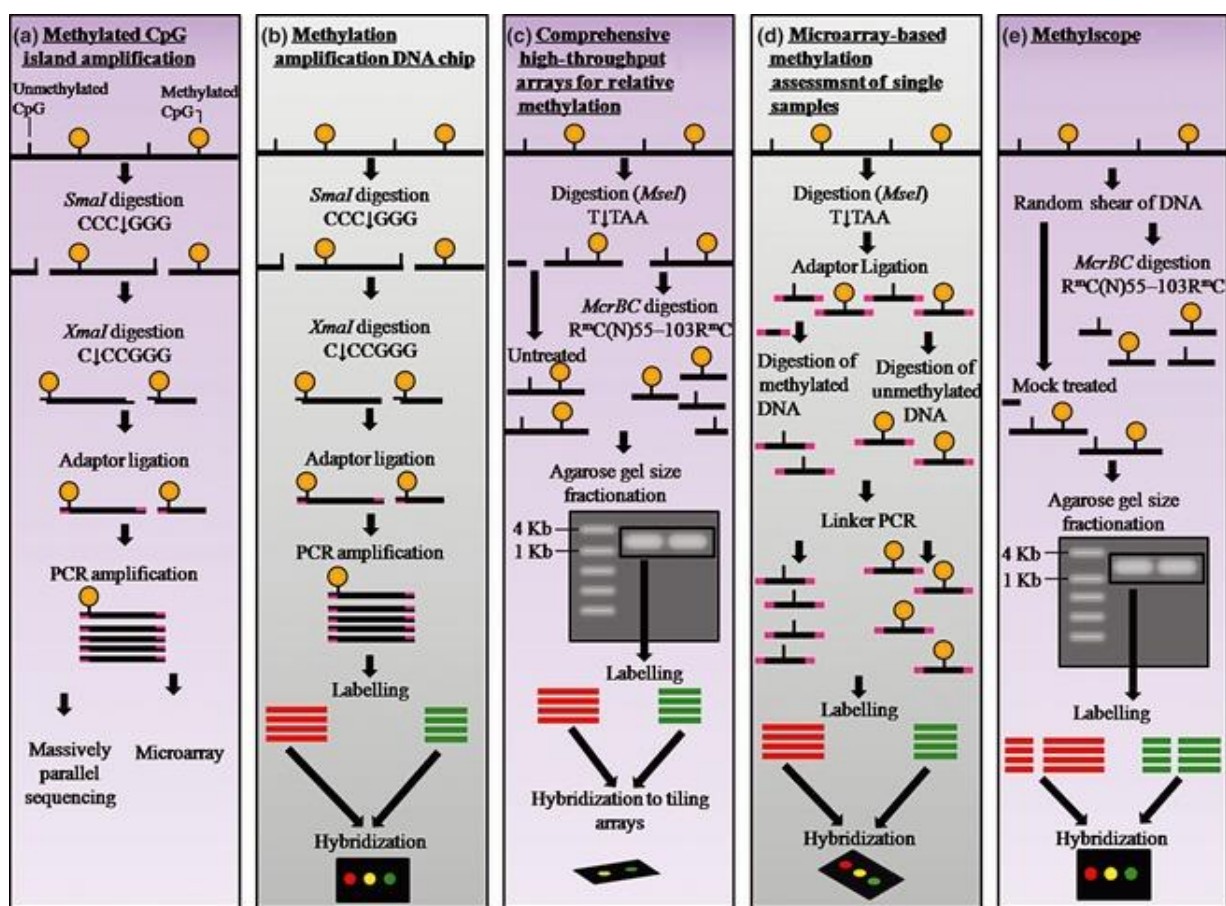 (a) Methylated CpG
island amplification
Unmethylated
CpG
Methylated
CpG
SmaI digestion
CCC↓GGG
XmaI digestion
C↓CCGGG
Adaptor ligation
PCR amplification
Massively
parallel
sequencing
Microarray
(b) Methylation
amplification DNA chip
SmaI digestion
CCC↓GGG
XmaI digestion
C↓CCGGG
Adaptor ligation
PCR amplification
Labelling
Hybridization
(c) Comprehensive
high-throughput
arrays for relative
methylation
Digestion (MseI)
T↓TAA
McrBC digestion
RᵐC(N)55–103RᵐC
Untreated
Agarose gel size
fractionation
4 Kb
1 Kb
Labelling
Hybridization to tiling
arrays
(d) Microarray-based
methylation
assessmsnt of single
samples
Digestion (MseI)
T↓TAA
Adaptor Ligation
Digestion of
methylated
DNA
Digestion of
unmethylated
DNA
Linker PCR
Labelling
Hybridization
(e) Methylscope
Random shear of DNA
McrBC digestion
RᵐC(N)55–103RᵐC
Mock treated
Agarose gel size
fractionation
4 Kb
1 Kb
Labelling
Hybridization